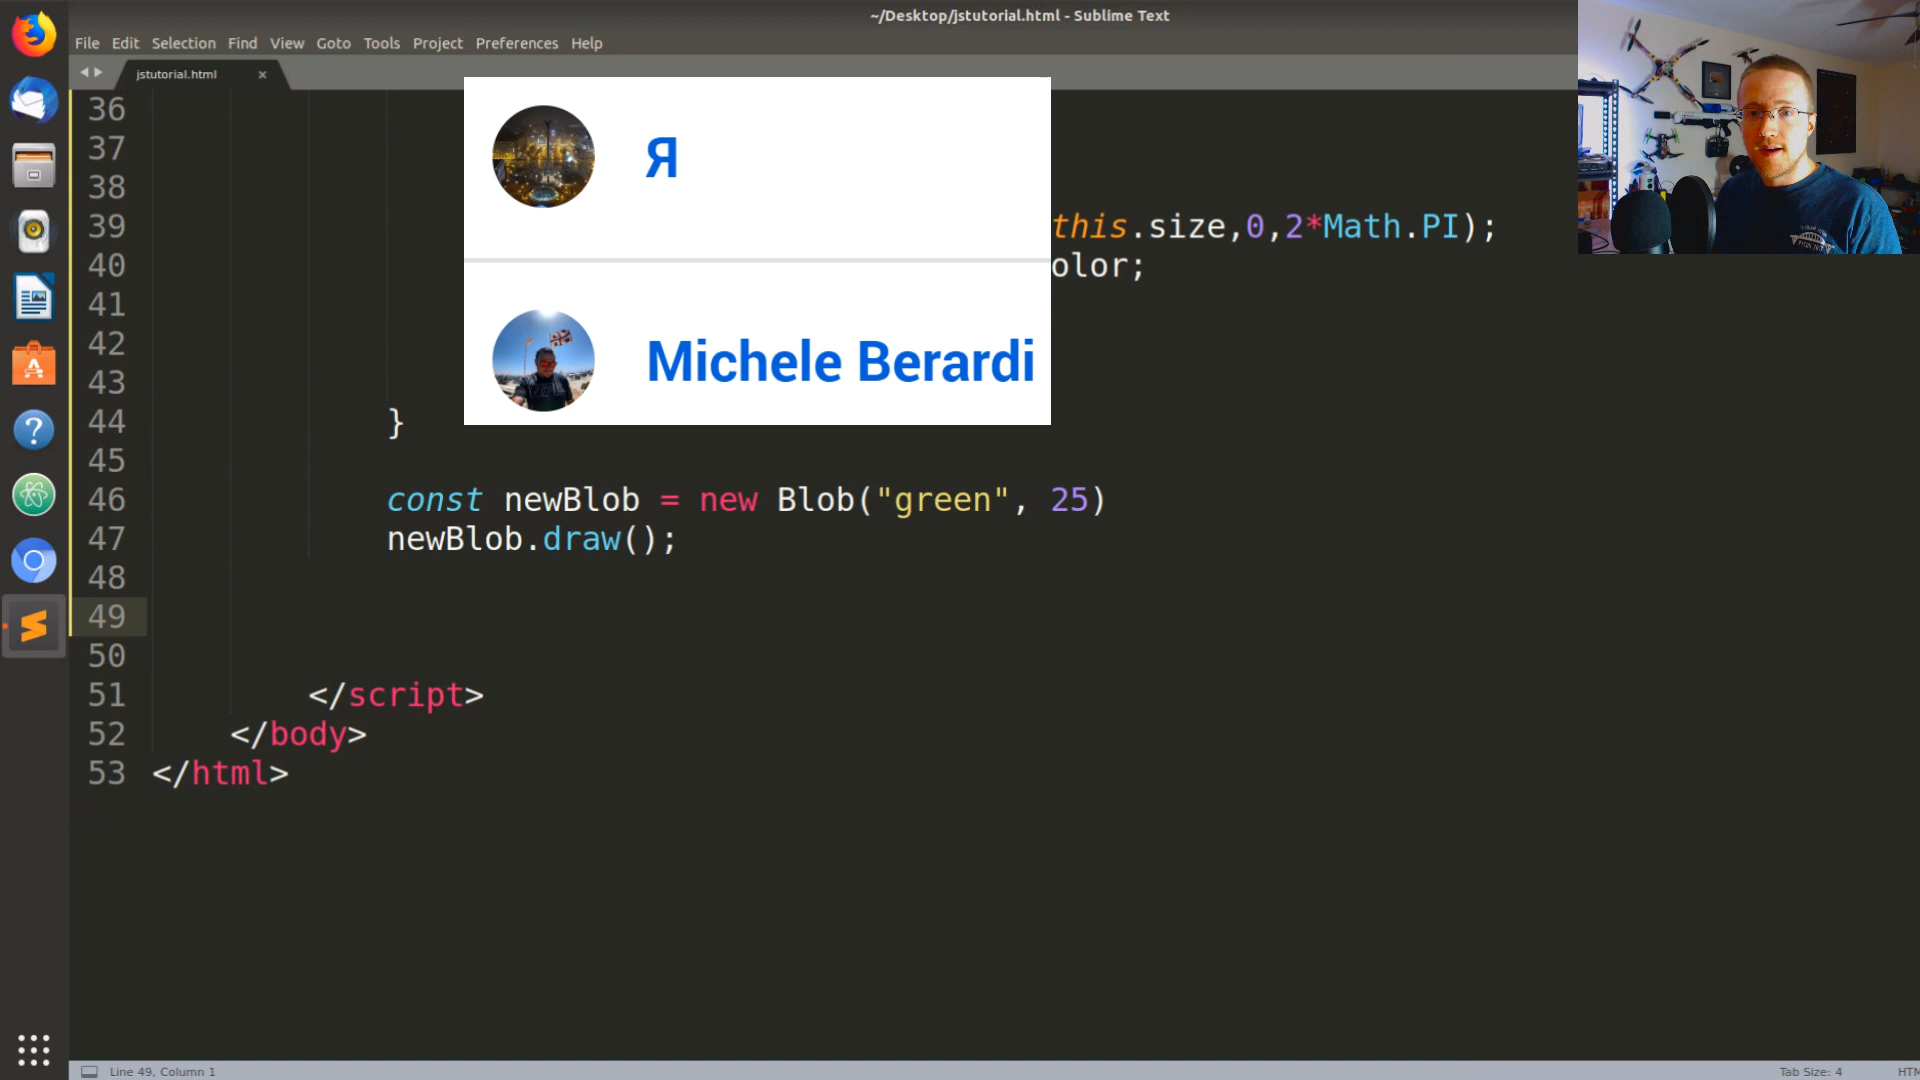 ~/Desktop/jstutorial.html - Sublime Text
File Edit Selection Find View Goto Tools Project Preferences Help
jstutorial.html
36
Я
37
38
39 this.size,0,2*Math.PI);
40 olor;
41
42
Michele Berardi
43
44 }
45
46 const newBlob = new Blob("green", 25)
47 newBlob.draw();
48
49
50
51 </script>
52 </body>
53 </html>
Line 49, Column 1 Tab Size: 4 HTM